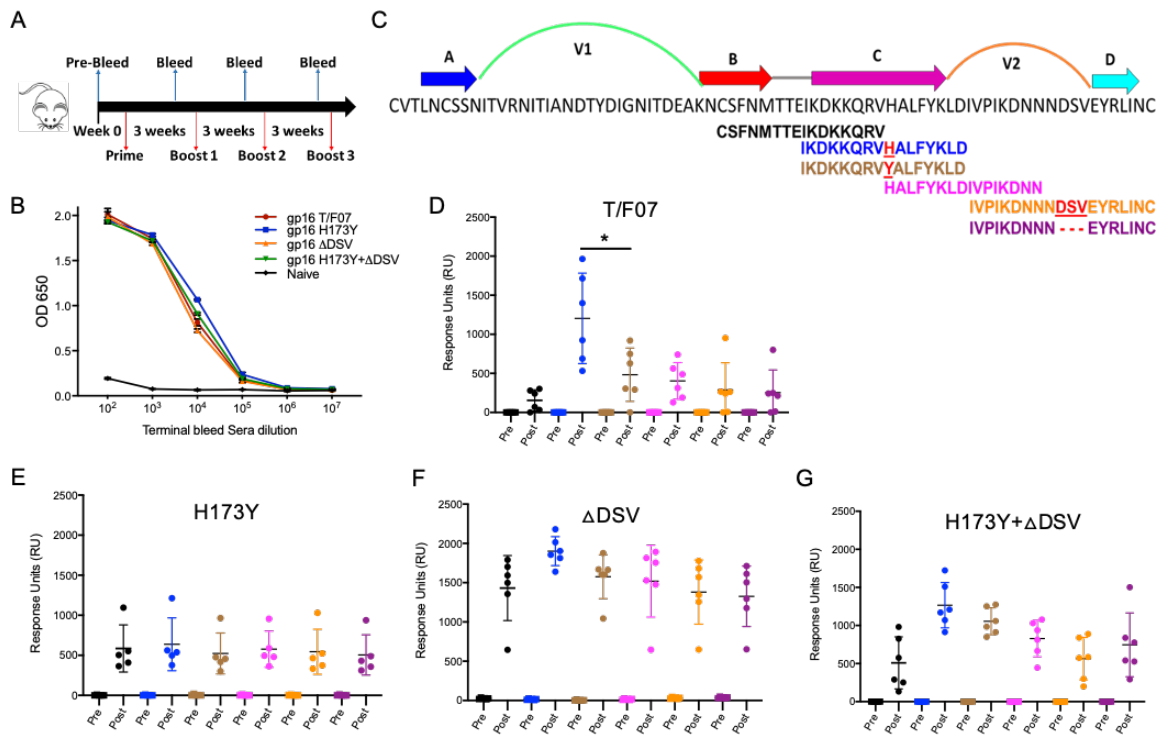 A
Pre-Bleed Bleed Bleed Bleed
Week 0 3 weeks 3 weeks 3 weeks
Prime Boost 1 Boost 2 Boost 3
B
OD 650
2.0
1.5
1.0
0.5
0.0
10² 10³ 10⁴ 10⁵ 10⁶ 10⁷
Terminal bleed Sera dilution
gp16 T/F07
gp16 H173Y
gp16 ΔDSV
gp16 H173Y+ΔDSV
Naive
C
A V1 B C V2 D
CVTLNCSSNITVRNITIANDTYDIGNITDEAKNCSFNMTTEIKDKKQRVHALFYKLDIVPIKDNNNDSVEYRLINC
CSFNMTTEIKDKKQRV
IKDKKQRVHALFYKLD
IKDKKQRVYALFYKLD
HALFYKLDIVPIKDNN
IVPIKDNNNDSVEYRLINC
IVPIKDNNN---EYRLINC
D
T/F07
Response Units (RU)
2500
2000
1500
1000
500
0
*
Pre Post Pre Post Pre Post Pre Post Pre Post Pre Post
E
H173Y
Response Units (RU)
2500
2000
1500
1000
500
0
Pre Post Pre Post Pre Post Pre Post Pre Post Pre Post
F
ΔDSV
Response Units (RU)
2500
2000
1500
1000
500
0
Pre Post Pre Post Pre Post Pre Post Pre Post Pre Post
G
H173Y+ΔDSV
Response Units (RU)
2500
2000
1500
1000
500
0
Pre Post Pre Post Pre Post Pre Post Pre Post Pre Post